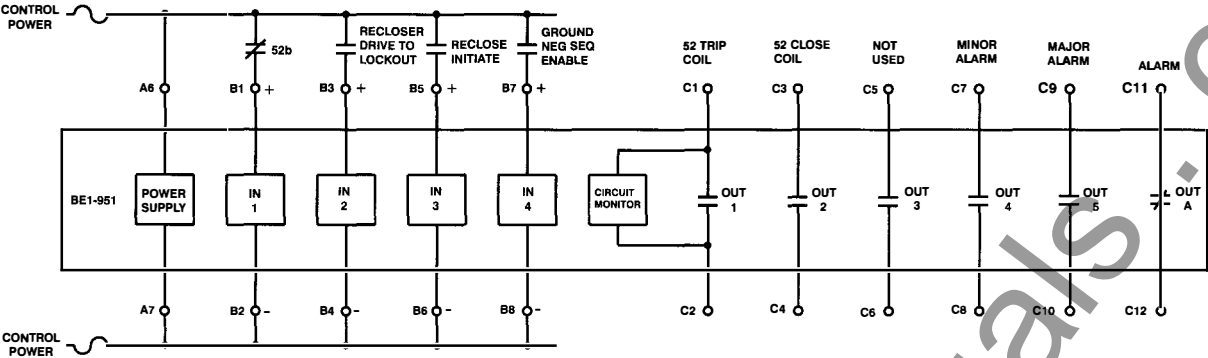 CONTROL
POWER
52b
RECLOSER
DRIVE TO
LOCKOUT
RECLOSE
INITIATE
GROUND
NEG SEQ
ENABLE
52 TRIP
COIL
52 CLOSE
COIL
NOT
USED
MINOR
ALARM
MAJOR
ALARM
ALARM
A6
B1 +
B3 +
B5 +
B7 +
C1
C3
C5
C7
C9
C11
BE1-951
POWER
SUPPLY
IN
1
IN
2
IN
3
IN
4
CIRCUIT
MONITOR
OUT
1
OUT
2
OUT
3
OUT
4
OUT
5
OUT
A
A7
B2 -
B4 -
B6 -
B8 -
C2
C4
C6
C8
C10
C12
CONTROL
POWER
als.